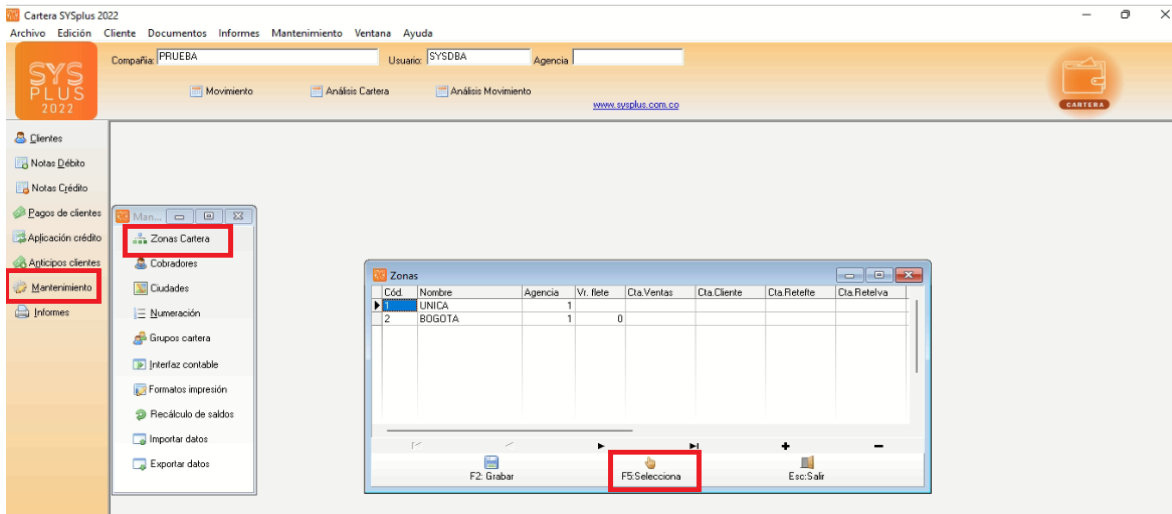 Cartera SYSplus 2022
Archivo Edición Cliente Documentos Informes Mantenimiento Ventana Ayuda
SYS
PLUS
2022
Compañia: PRUEBA Usuario: SYSDBA Agencia
CARTERA
Movimiento Análisis Cartera Análisis Movimiento
www.sysplus.com.co
Clientes
Notas Débito
Notas Crédito
Pagos de clientes
Aplicación crédito
Anticipos clientes
Mantenimiento
Informes
Man...
Zonas Cartera
Cobradores
Ciudades
Numeración
Grupos cartera
Interfaz contable
Formatos impresión
Recálculo de saldos
Importar datos
Exportar datos
Zonas
Cód. Nombre Agencia Vr. flete Cta.Ventas Cta.Cliente Cta.Retefte Cta.ReteIva
1 UNICA 1
2 BOGOTA 1 0
F2: Grabar F5:Selecciona Esc:Salir